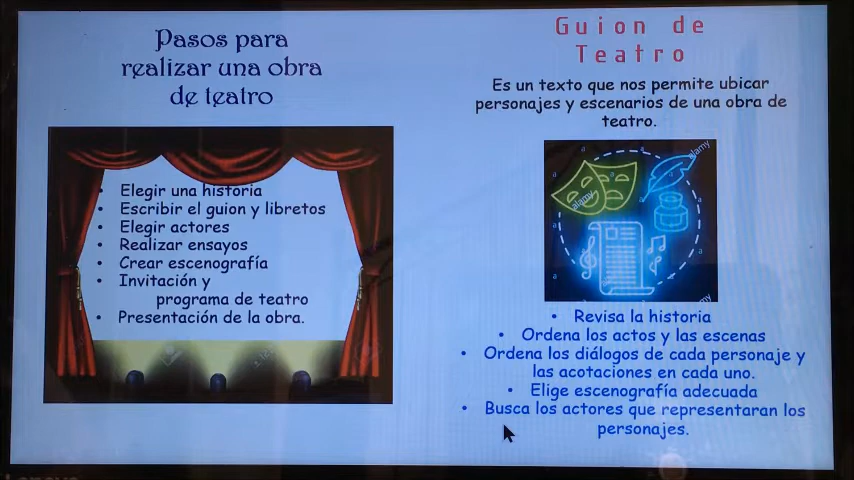 Pasos para
realizar una obra
de teatro
• Elegir una historia
• Escribir el guion y libretos
• Elegir actores
• Realizar ensayos
• Crear escenografía
• Invitación y
programa de teatro
• Presentación de la obra.
Guion de
Teatro
Es un texto que nos permite ubicar
personajes y escenarios de una obra de
teatro.
alamy
alamy
alamy
• Revisa la historia
• Ordena los actos y las escenas
• Ordena los diálogos de cada personaje y
las acotaciones en cada uno.
• Elige escenografía adecuada
• Busca los actores que representaran los
personajes.